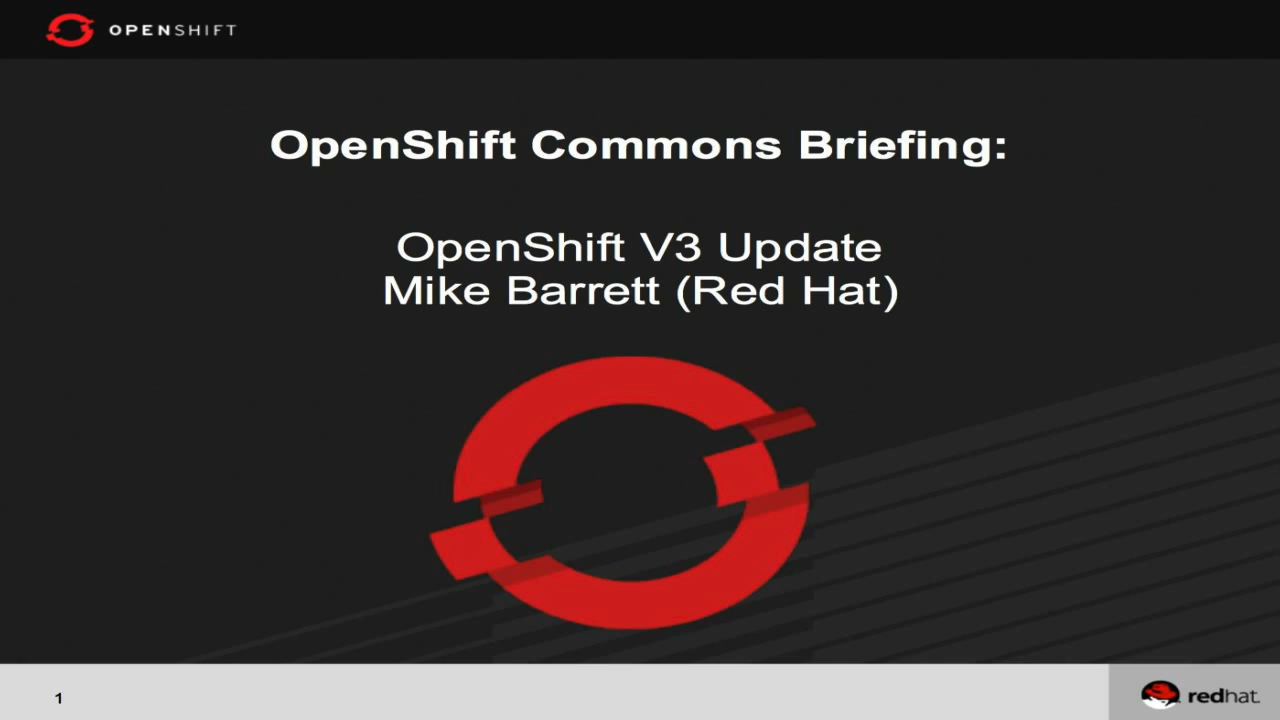 OPENSHIFT
OpenShift Commons Briefing:
OpenShift V3 Update
Mike Barrett (Red Hat)
1
redhat.